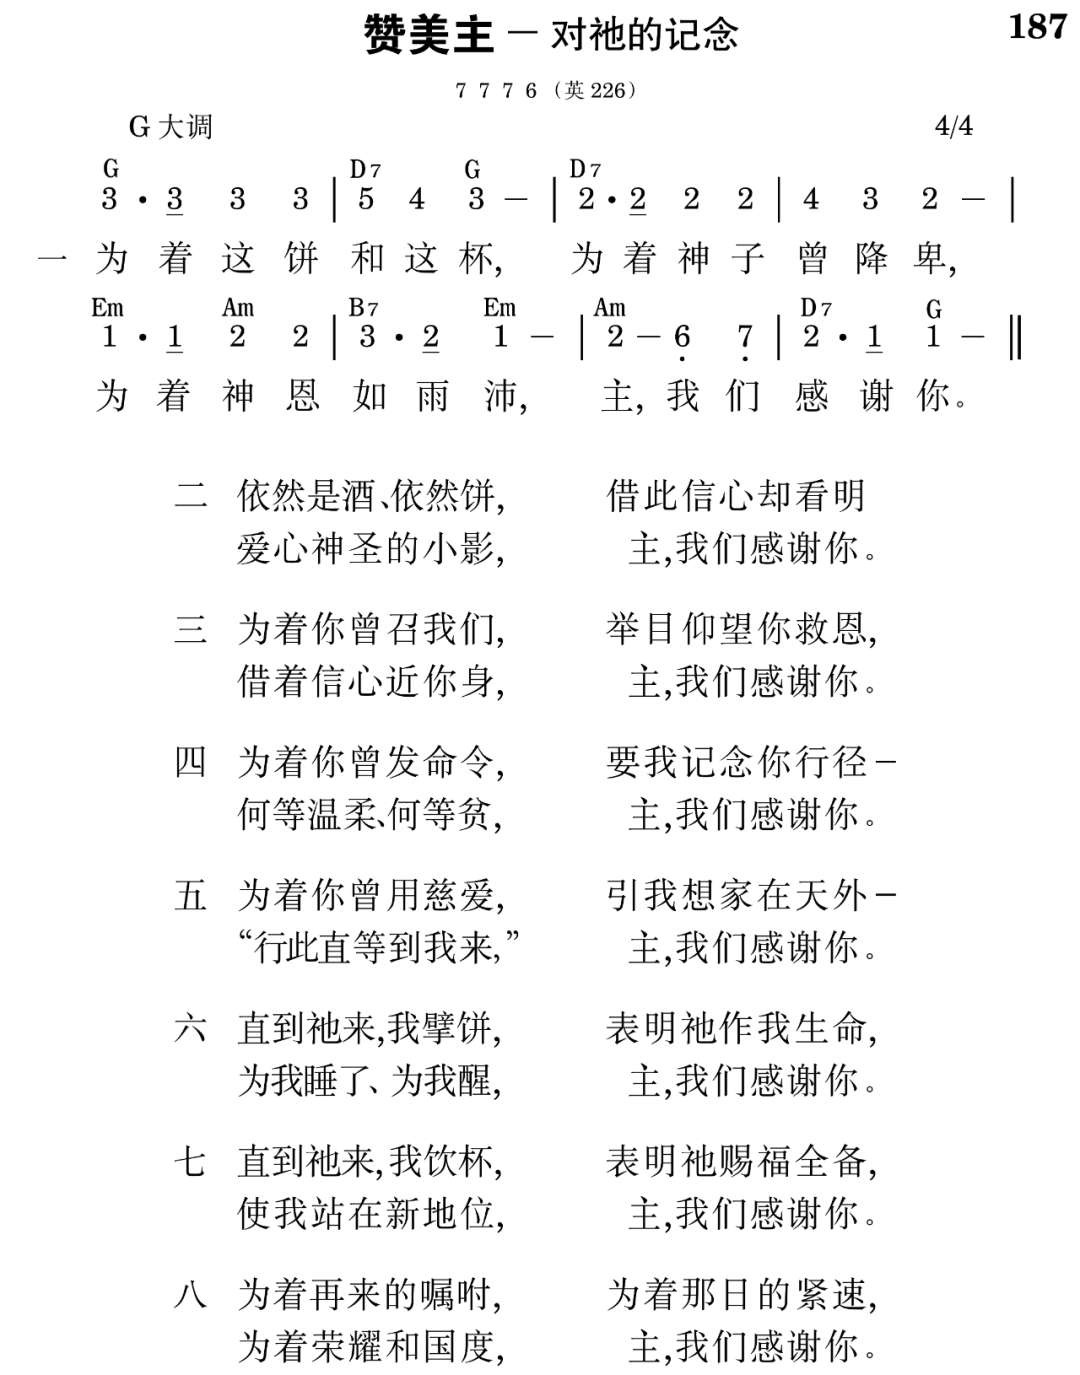 赞美主 — 对祂的记念
187
7 7 7 6（英 226）
G 大调 4/4
G D7 G D7
3 · 3 3 3 | 5 4 3 – | 2 · 2 2 2 | 4 3 2 – |
一 为着这饼和这杯, 为着神子曾降卑,
Em Am B7 Em Am D7 G
1 · 1 2 2 | 3 · 2 1 – | 2 – 6̣ 7̣ | 2 · 1 1 – ‖
为着神恩如雨沛, 主, 我们感谢你。
二 依然是酒、依然饼, 借此信心却看明
爱心神圣的小影, 主,我们感谢你。
三 为着你曾召我们, 举目仰望你救恩,
借着信心近你身, 主,我们感谢你。
四 为着你曾发命令, 要我记念你行径–
何等温柔、何等贫, 主,我们感谢你。
五 为着你曾用慈爱, 引我想家在天外–
“行此直等到我来,” 主,我们感谢你。
六 直到祂来,我擘饼, 表明祂作我生命,
为我睡了、为我醒, 主,我们感谢你。
七 直到祂来,我饮杯, 表明祂赐福全备,
使我站在新地位, 主,我们感谢你。
八 为着再来的嘱咐, 为着那日的紧速,
为着荣耀和国度, 主,我们感谢你。